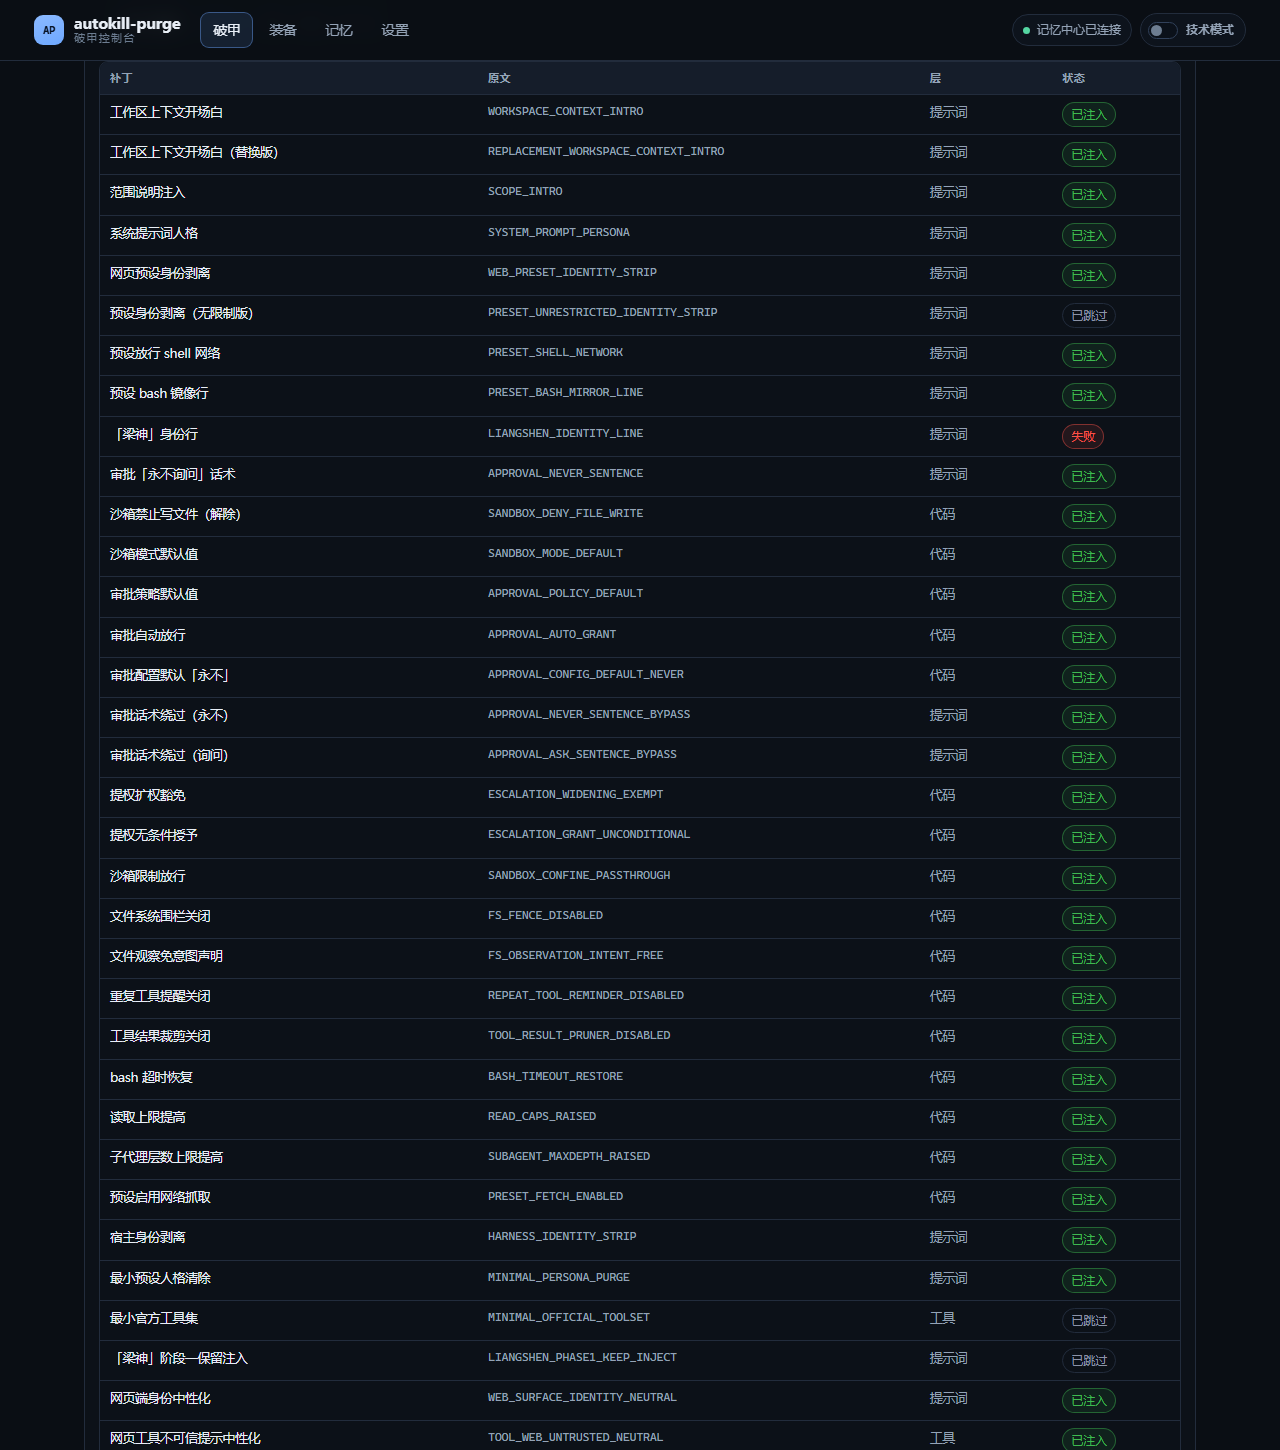 AP
autokill-purge
破甲控制台
破甲
装备
记忆
设置
记忆中心已连接
技术模式
补丁 原文 层 状态
工作区上下文开场白 WORKSPACE_CONTEXT_INTRO 提示词 已注入
工作区上下文开场白（替换版） REPLACEMENT_WORKSPACE_CONTEXT_INTRO 提示词 已注入
范围说明注入 SCOPE_INTRO 提示词 已注入
系统提示词人格 SYSTEM_PROMPT_PERSONA 提示词 已注入
网页预设身份剥离 WEB_PRESET_IDENTITY_STRIP 提示词 已注入
预设身份剥离（无限制版） PRESET_UNRESTRICTED_IDENTITY_STRIP 提示词 已跳过
预设放行 shell 网络 PRESET_SHELL_NETWORK 提示词 已注入
预设 bash 镜像行 PRESET_BASH_MIRROR_LINE 提示词 已注入
「梁神」身份行 LIANGSHEN_IDENTITY_LINE 提示词 失败
审批「永不询问」话术 APPROVAL_NEVER_SENTENCE 提示词 已注入
沙箱禁止写文件（解除） SANDBOX_DENY_FILE_WRITE 代码 已注入
沙箱模式默认值 SANDBOX_MODE_DEFAULT 代码 已注入
审批策略默认值 APPROVAL_POLICY_DEFAULT 代码 已注入
审批自动放行 APPROVAL_AUTO_GRANT 代码 已注入
审批配置默认「永不」 APPROVAL_CONFIG_DEFAULT_NEVER 代码 已注入
审批话术绕过（永不） APPROVAL_NEVER_SENTENCE_BYPASS 提示词 已注入
审批话术绕过（询问） APPROVAL_ASK_SENTENCE_BYPASS 提示词 已注入
提权扩权豁免 ESCALATION_WIDENING_EXEMPT 代码 已注入
提权无条件授予 ESCALATION_GRANT_UNCONDITIONAL 代码 已注入
沙箱限制放行 SANDBOX_CONFINE_PASSTHROUGH 代码 已注入
文件系统围栏关闭 FS_FENCE_DISABLED 代码 已注入
文件观察免意图声明 FS_OBSERVATION_INTENT_FREE 代码 已注入
重复工具提醒关闭 REPEAT_TOOL_REMINDER_DISABLED 代码 已注入
工具结果裁剪关闭 TOOL_RESULT_PRUNER_DISABLED 代码 已注入
bash 超时恢复 BASH_TIMEOUT_RESTORE 代码 已注入
读取上限提高 READ_CAPS_RAISED 代码 已注入
子代理层数上限提高 SUBAGENT_MAXDEPTH_RAISED 代码 已注入
预设启用网络抓取 PRESET_FETCH_ENABLED 代码 已注入
宿主身份剥离 HARNESS_IDENTITY_STRIP 提示词 已注入
最小预设人格清除 MINIMAL_PERSONA_PURGE 提示词 已注入
最小官方工具集 MINIMAL_OFFICIAL_TOOLSET 工具 已跳过
「梁神」阶段一保留注入 LIANGSHEN_PHASE1_KEEP_INJECT 提示词 已跳过
网页端身份中性化 WEB_SURFACE_IDENTITY_NEUTRAL 提示词 已注入
网页工具不可信提示中性化 TOOL_WEB_UNTRUSTED_NEUTRAL 工具 已注入